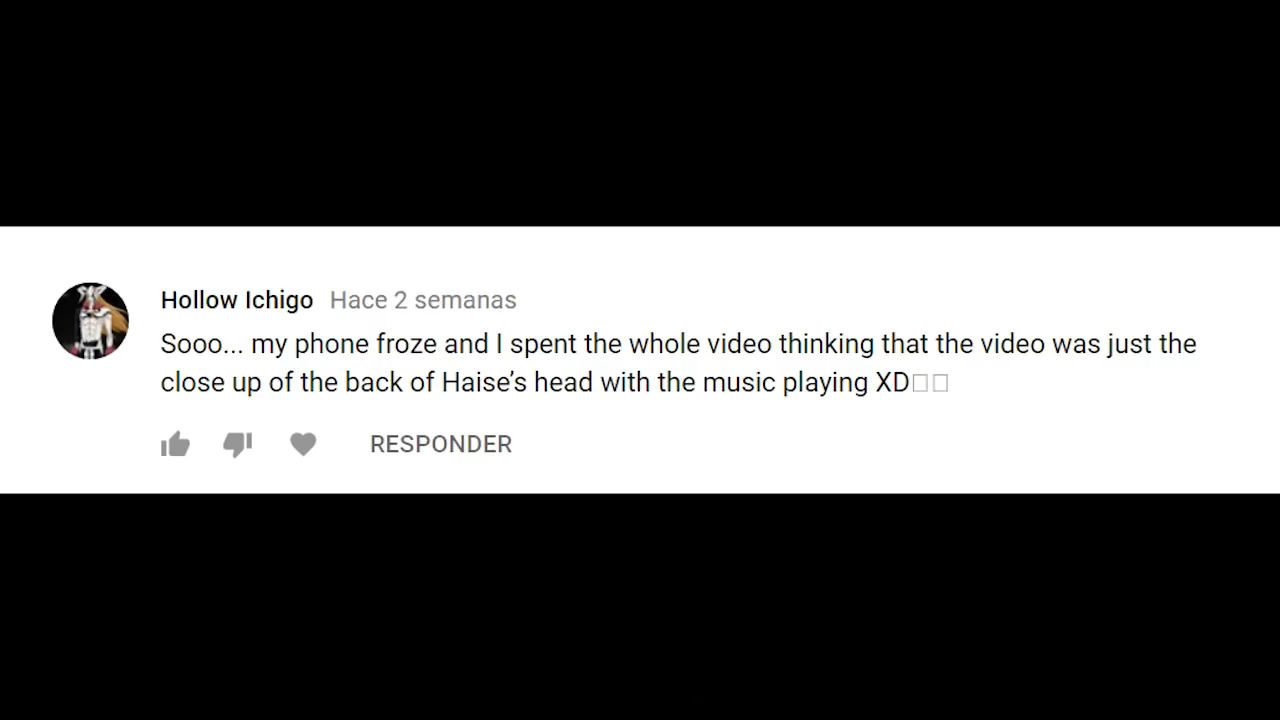 Hollow Ichigo Hace 2 semanas
Sooo... my phone froze and I spent the whole video thinking that the video was just the
close up of the back of Haise’s head with the music playing XD□□
RESPONDER